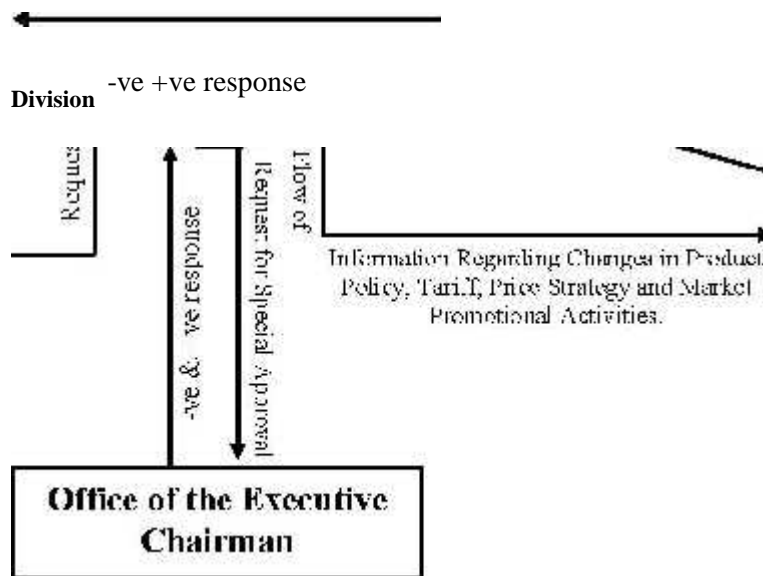 -ve +ve response
Division
Reques
-ve & ve response
Request for Special Approval
Flow of
Information Regarding Changes in Product
Policy, Tariff, Price Strategy and Market
Promotional Activities.
Office of the Executive
Chairman